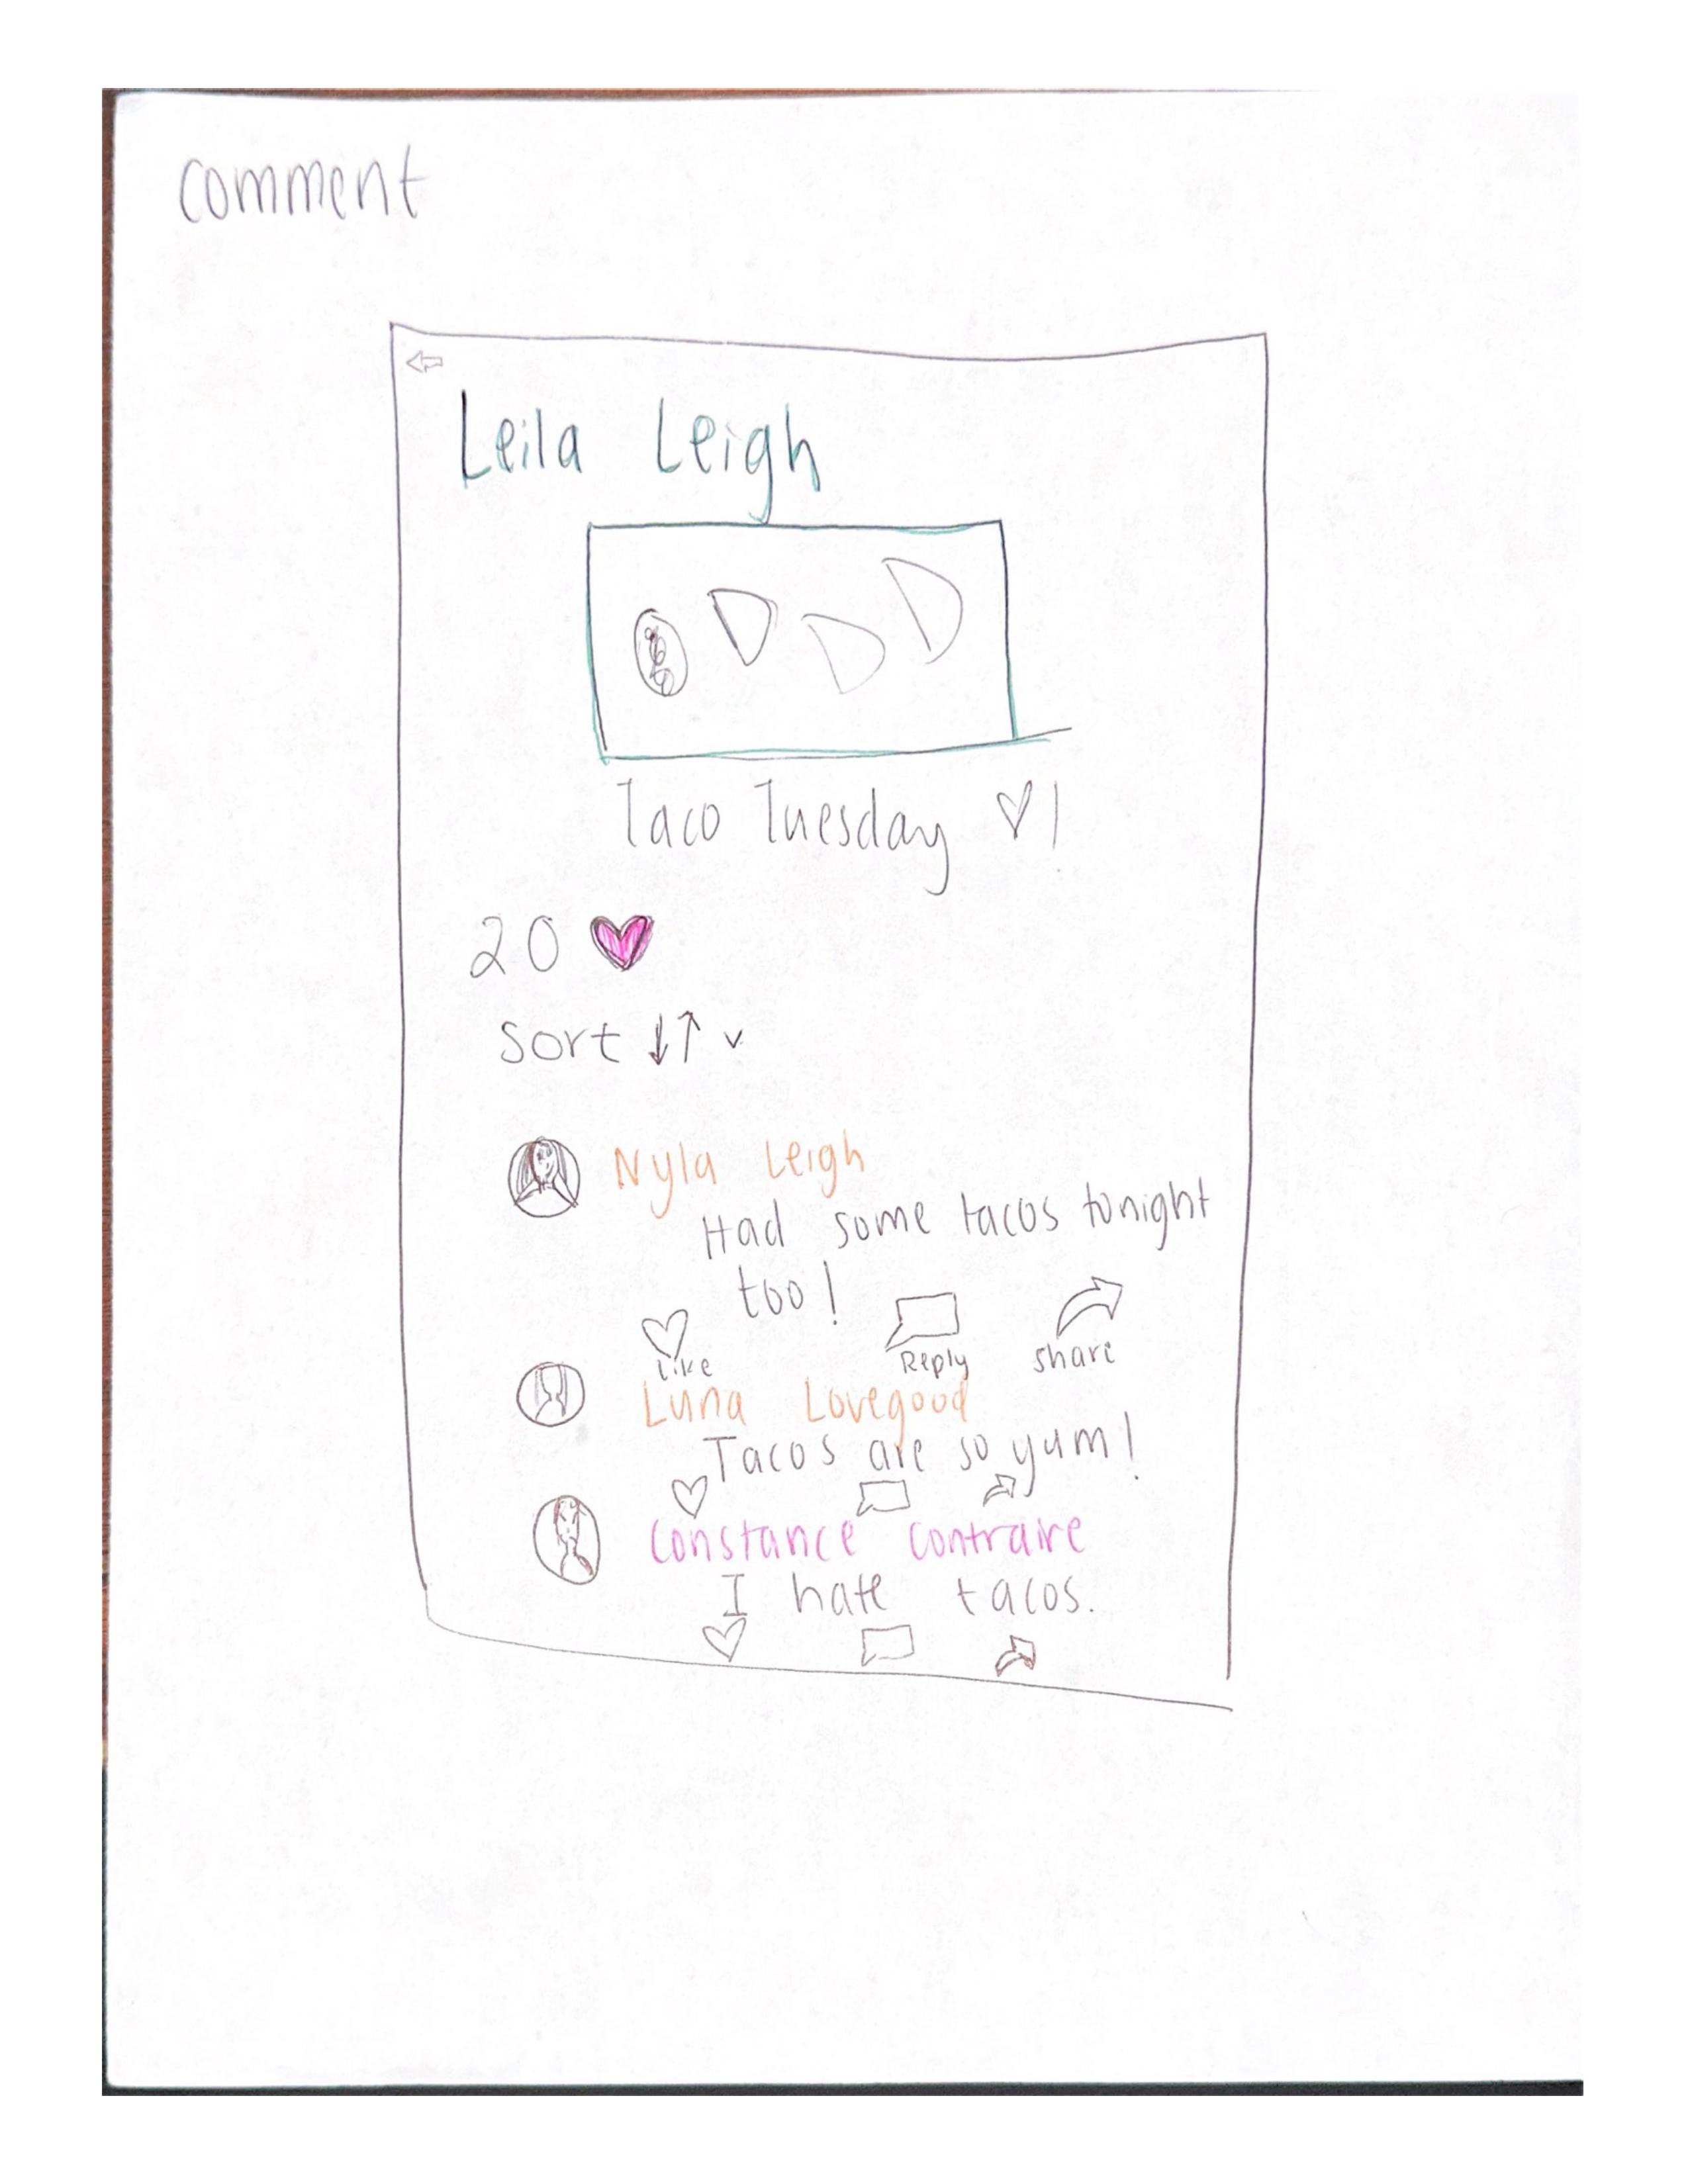 comment
Leila Leigh
Taco Tuesday ♡!
20 ♥
sort ↓↑ ˅
Nyla Leigh
Had some tacos tonight
too!
Like Reply share
Luna Lovegood
Tacos are so yum!
Constance Contraire
I hate tacos.